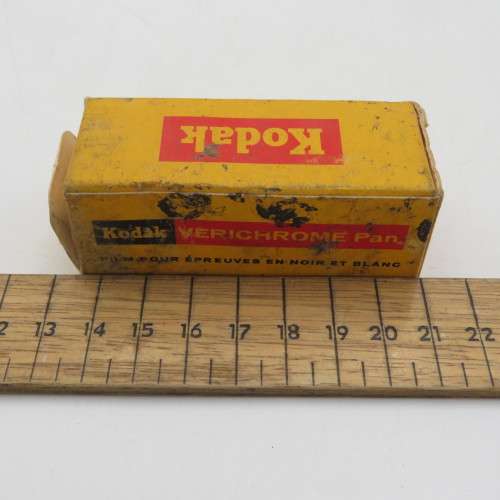 Kodak
Kodak VERICHROME Pan
FILM POUR ÉPREUVES EN NOIR ET BLANC
2 13 14 15 16 17 18 19 20 21 22